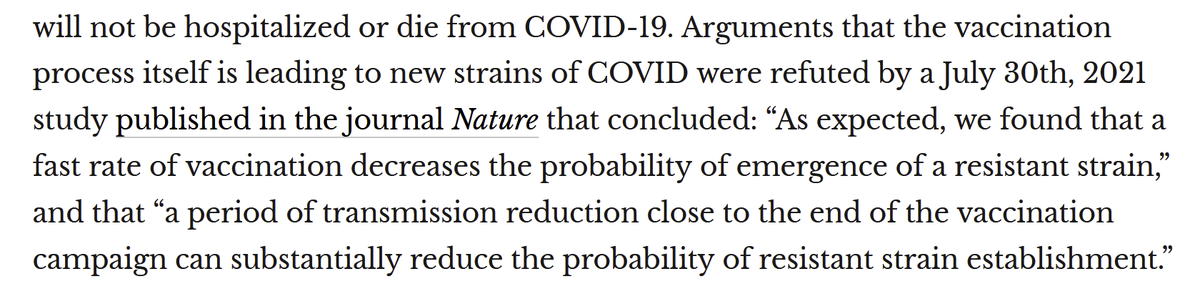 will not be hospitalized or die from COVID-19. Arguments that the vaccination
process itself is leading to new strains of COVID were refuted by a July 30th, 2021
study published in the journal Nature that concluded: “As expected, we found that a
fast rate of vaccination decreases the probability of emergence of a resistant strain,”
and that “a period of transmission reduction close to the end of the vaccination
campaign can substantially reduce the probability of resistant strain establishment.”